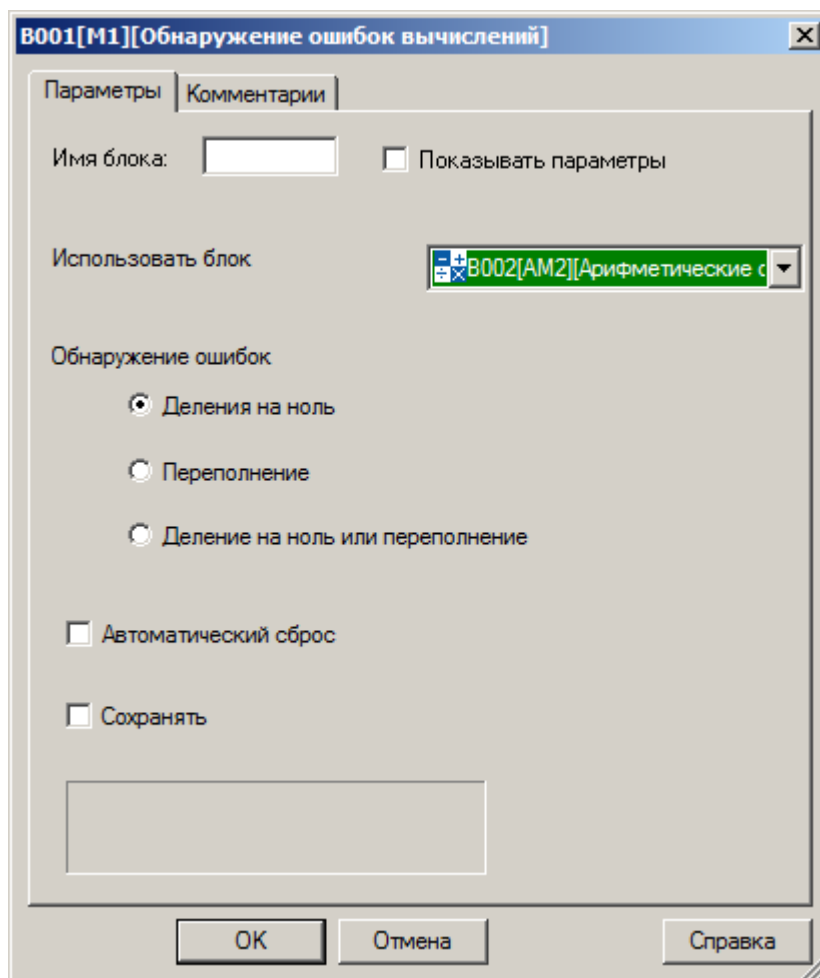 B001[M1][Обнаружение ошибок вычислений]
Параметры Комментарии
Имя блока: Показывать параметры
Использовать блок B002[AM2][Арифметические о
Обнаружение ошибок
Деления на ноль
Переполнение
Деление на ноль или переполнение
Автоматический сброс
Сохранять
OK Отмена Справка